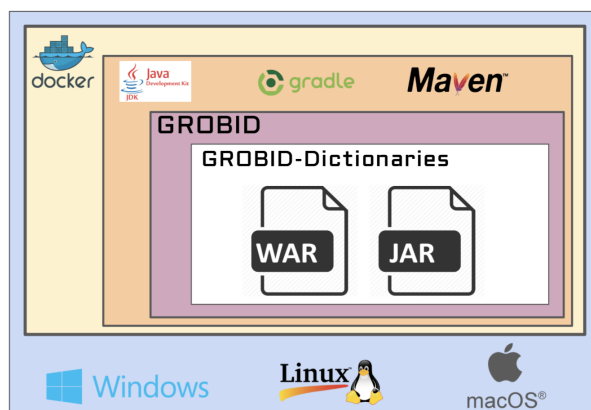 docker
Java
Development Kit
JDK
gradle
Maven™
GROBID
GROBID-Dictionaries
WAR
JAR
Windows
Linux
macOS®